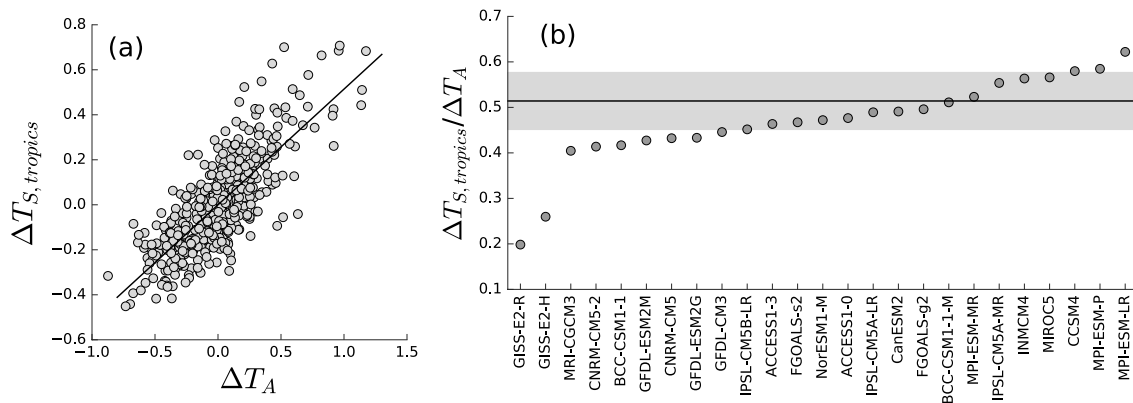 (a)
0.8
0.6
0.4
0.2
0.0
−0.2
−0.4
−0.6
ΔT_{S,tropics}
−1.0 −0.5 0.0 0.5 1.0 1.5
ΔT_A
(b)
0.7
0.6
0.5
0.4
0.3
0.2
0.1
ΔT_{S,tropics}/ΔT_A
GISS-E2-R
GISS-E2-H
MRI-CGCM3
CNRM-CM5-2
BCC-CSM1-1
GFDL-ESM2M
CNRM-CM5
GFDL-ESM2G
GFDL-CM3
IPSL-CM5B-LR
ACCESS1-3
FGOALS-s2
NorESM1-M
ACCESS1-0
IPSL-CM5A-LR
CanESM2
FGOALS-g2
BCC-CSM1-1-M
MPI-ESM-MR
IPSL-CM5A-MR
INMCM4
MIROC5
CCSM4
MPI-ESM-P
MPI-ESM-LR